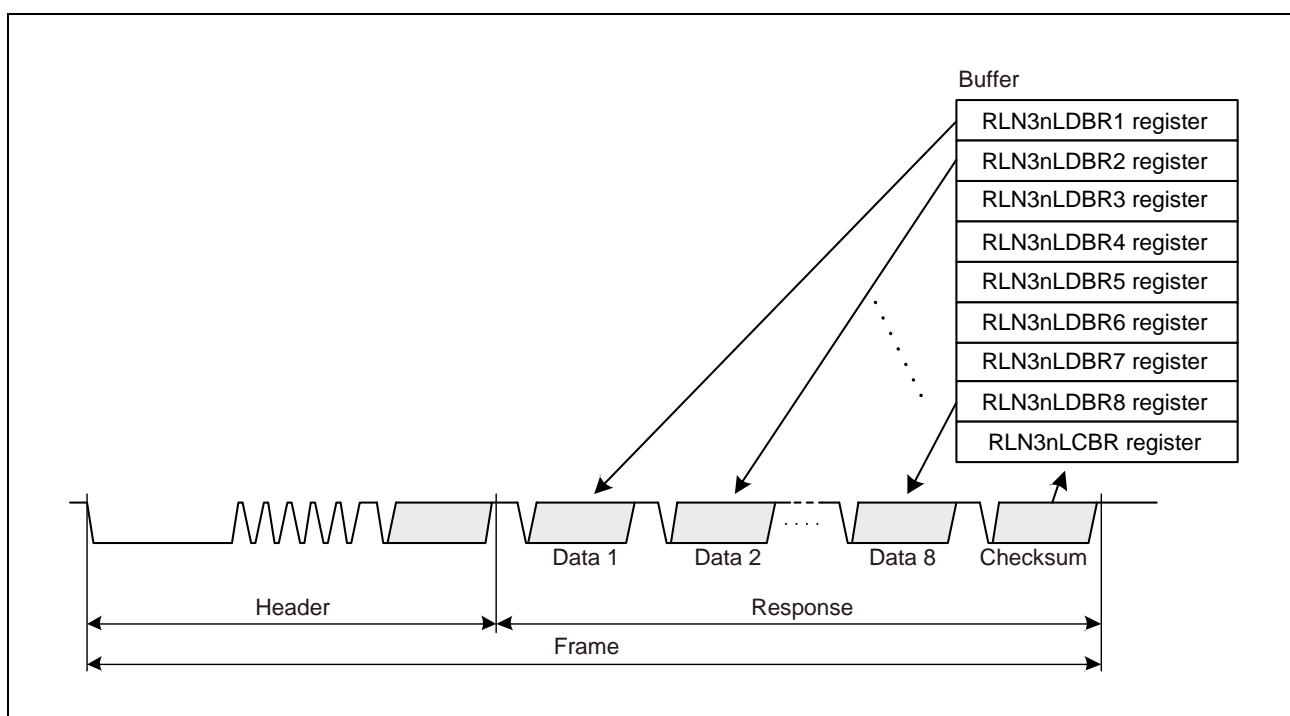 Buffer
RLN3nLDBR1 register
RLN3nLDBR2 register
RLN3nLDBR3 register
RLN3nLDBR4 register
RLN3nLDBR5 register
RLN3nLDBR6 register
RLN3nLDBR7 register
RLN3nLDBR8 register
RLN3nLCBR register
Data 1 Data 2 Data 8 Checksum
Header Response
Frame